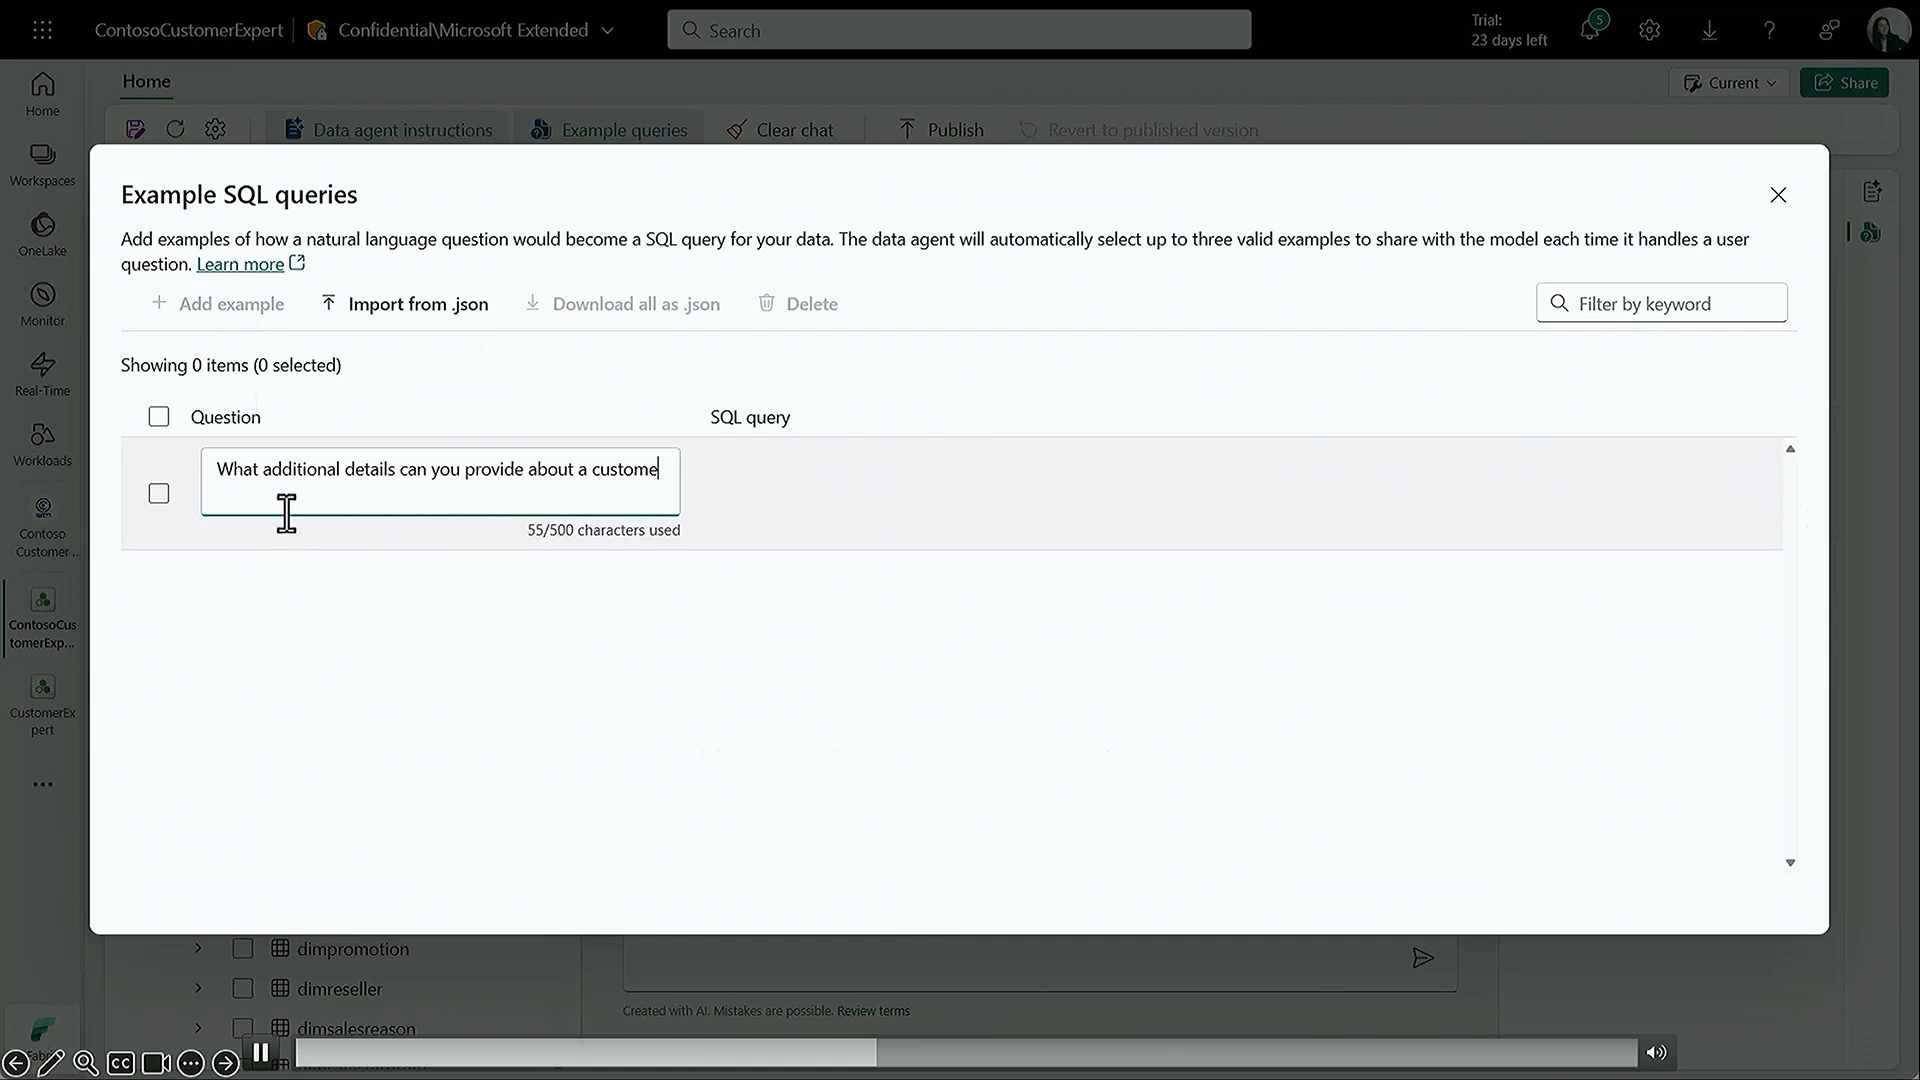 ContosoCustomerExpert
Confidential\Microsoft Extended
Search
Trial:
23 days left
5
Home
Current
Share
Data agent instructions
Example queries
Clear chat
Publish
Revert to published version
Home
Workspaces
OneLake
Monitor
Real-Time
Workloads
Contoso
Customer ..
ContosoCus
tomerExp...
CustomerEx
pert
Example SQL queries
Add examples of how a natural language question would become a SQL query for your data. The data agent will automatically select up to three valid examples to share with the model each time it handles a user
question. Learn more
Add example
Import from .json
Download all as .json
Delete
Filter by keyword
Showing 0 items (0 selected)
Question
SQL query
What additional details can you provide about a custome
55/500 characters used
dimpromotion
dimreseller
dimsalesreason
Created with AI. Mistakes are possible. Review terms
CC